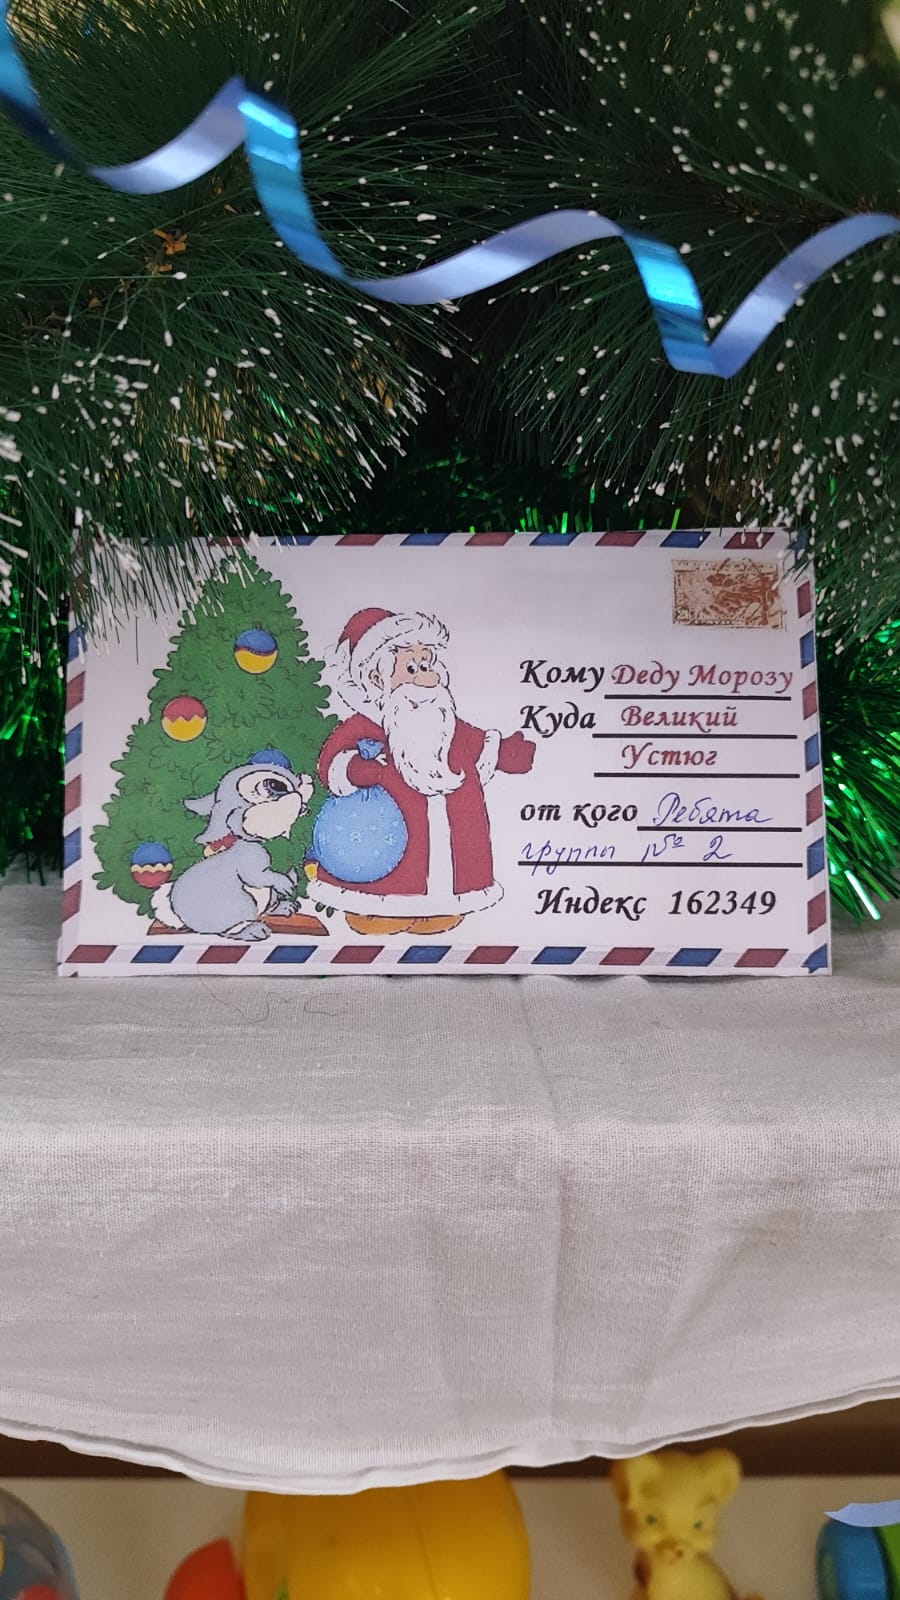 Кому Деду Морозу
Куда Великий
Устюг
от кого Ребята
группы № 2
Индекс 162349